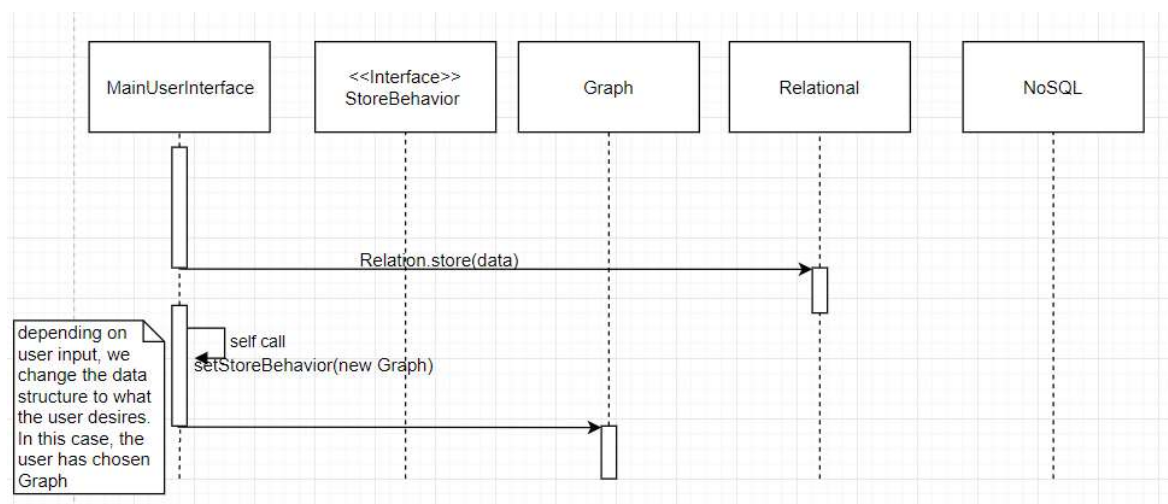 MainUserInterface
<<Interface>>
StoreBehavior
Graph
Relational
NoSQL
Relation.store(data)
self call
setStoreBehavior(new Graph)
depending on
user input, we
change the data
structure to what
the user desires.
In this case, the
user has chosen
Graph